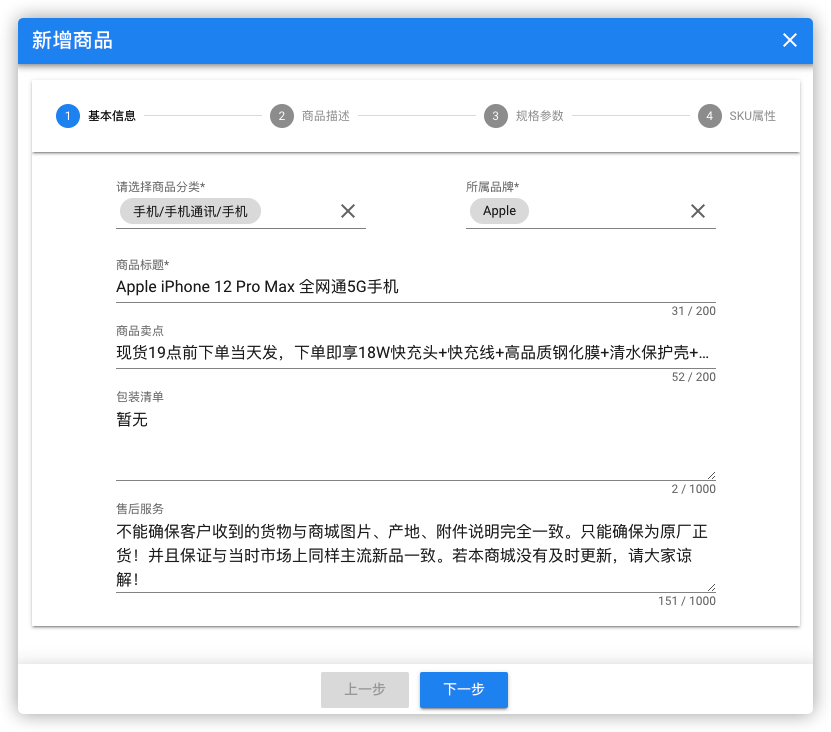 新增商品
1 基本信息 2 商品描述 3 规格参数 4 SKU属性
请选择商品分类* 所属品牌*
手机/手机通讯/手机 Apple
商品标题*
Apple iPhone 12 Pro Max 全网通5G手机
31 / 200
商品卖点
现货19点前下单当天发，下单即享18W快充头+快充线+高品质钢化膜+清水保护壳+...
52 / 200
包装清单
暂无
2 / 1000
售后服务
不能确保客户收到的货物与商城图片、产地、附件说明完全一致。只能确保为原厂正
货！并且保证与当时市场上同样主流新品一致。若本商城没有及时更新，请大家谅
解！
151 / 1000
上一步 下一步